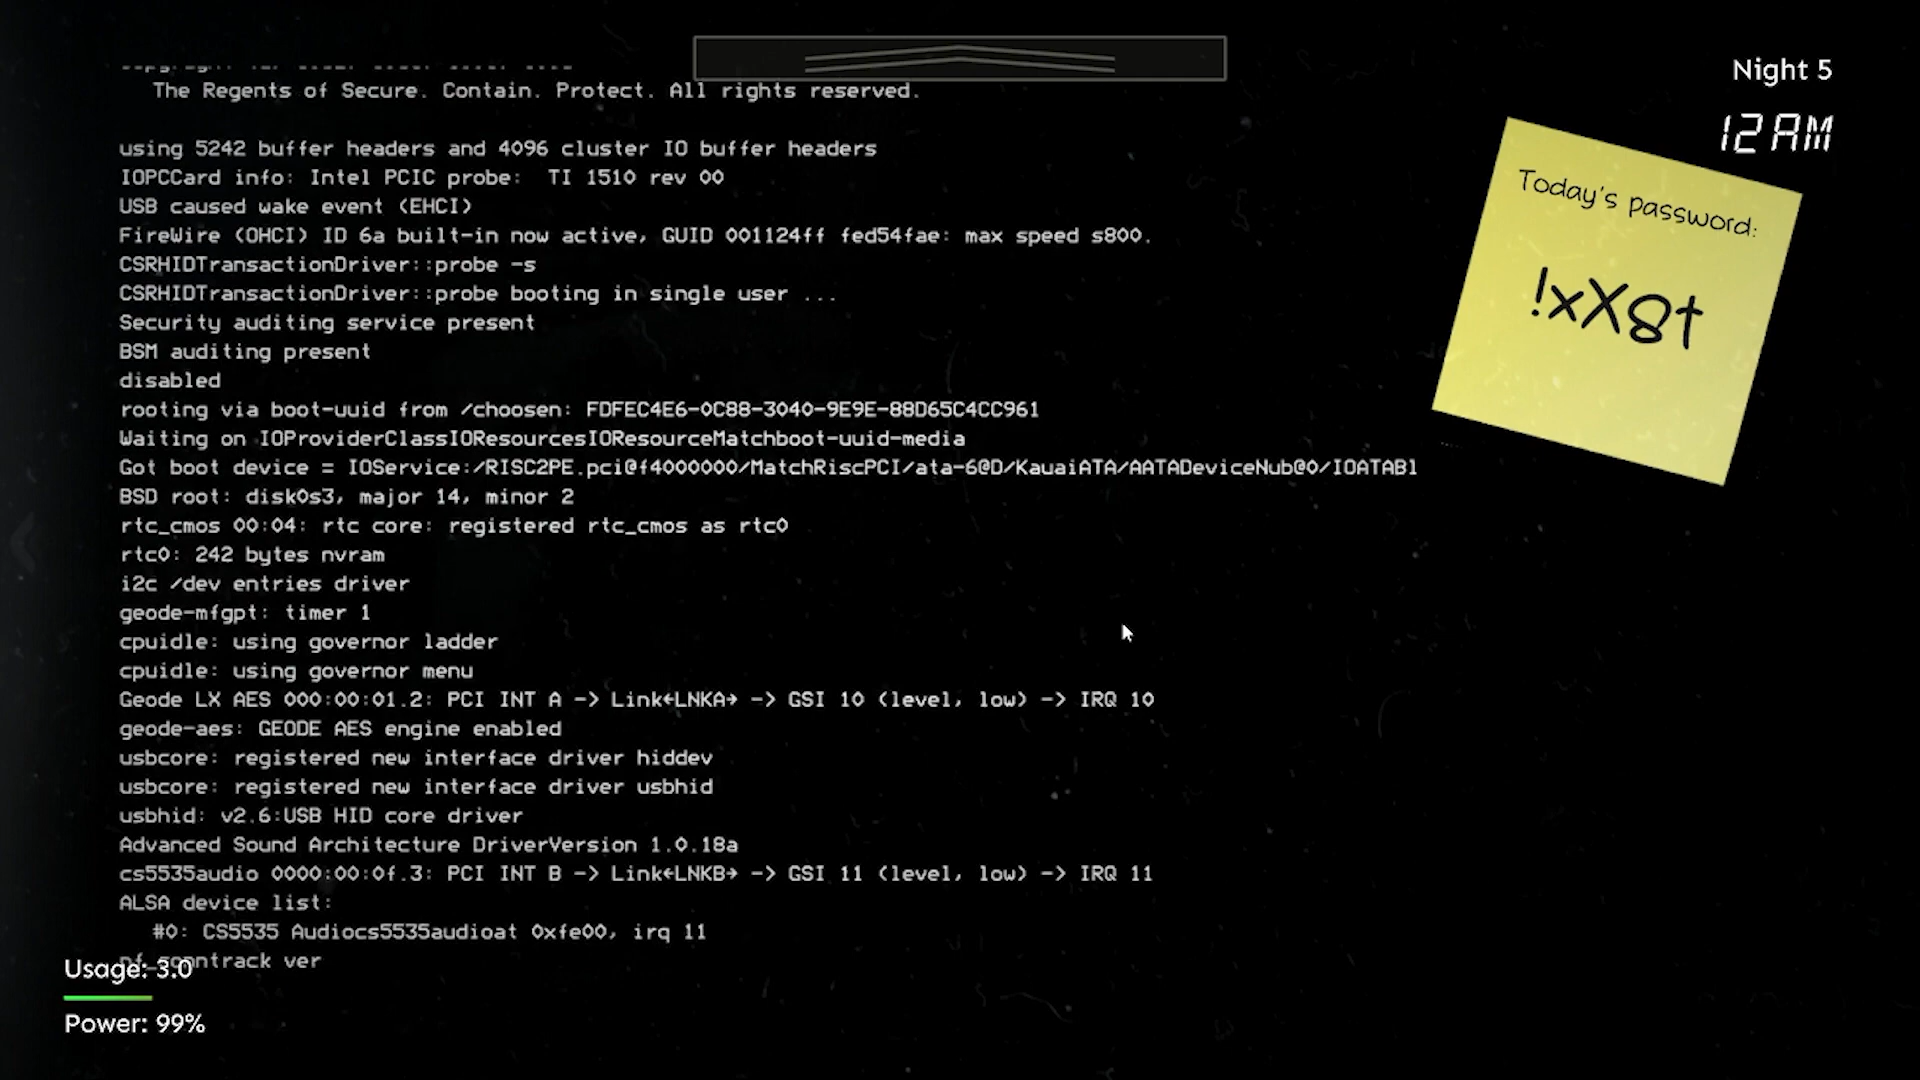 The Regents of Secure. Contain. Protect. All rights reserved.
using 5242 buffer headers and 4096 cluster IO buffer headers
IOPCCard info: Intel PCIC probe: TI 1510 rev 00
USB caused wake event (EHCI)
FireWire (OHCI) ID 6a built-in now active, GUID 001124ff fed54fae: max speed s800.
CSRHIDTransactionDriver::probe -s
CSRHIDTransactionDriver::probe booting in single user ...
Security auditing service present
BSM auditing present
disabled
rooting via boot-uuid from /choosen: FDFEC4E6-0C88-3040-9E9E-88D65C4CC961
Waiting on IOProviderClassIOResourcesIOResourceMatchboot-uuid-media
Got boot device = IOService:/RISC2PE.pci@f4000000/MatchRiscPCI/ata-6@D/KauaiATA/AATADeviceNub@0/IOATABl
BSD root: disk0s3, major 14, minor 2
rtc_cmos 00:04: rtc core: registered rtc_cmos as rtc0
rtc0: 242 bytes nvram
i2c /dev entries driver
geode-mfgpt: timer 1
cpuidle: using governor ladder
cpuidle: using governor menu
Geode LX AES 000:00:01.2: PCI INT A -> Link←LNKA→ -> GSI 10 (level, low) -> IRQ 10
geode-aes: GEODE AES engine enabled
usbcore: registered new interface driver hiddev
usbcore: registered new interface driver usbhid
usbhid: v2.6:USB HID core driver
Advanced Sound Architecture DriverVersion 1.0.18a
cs5535audio 0000:00:0f.3: PCI INT B -> Link←LNKB→ -> GSI 11 (level, low) -> IRQ 11
ALSA device list:
#0: CS5535 Audiocs5535audioat 0xfe00, irq 11
ver
Usage: 3.0
Power: 99%
Night 5
12 AM
Today's password:
!xX8t